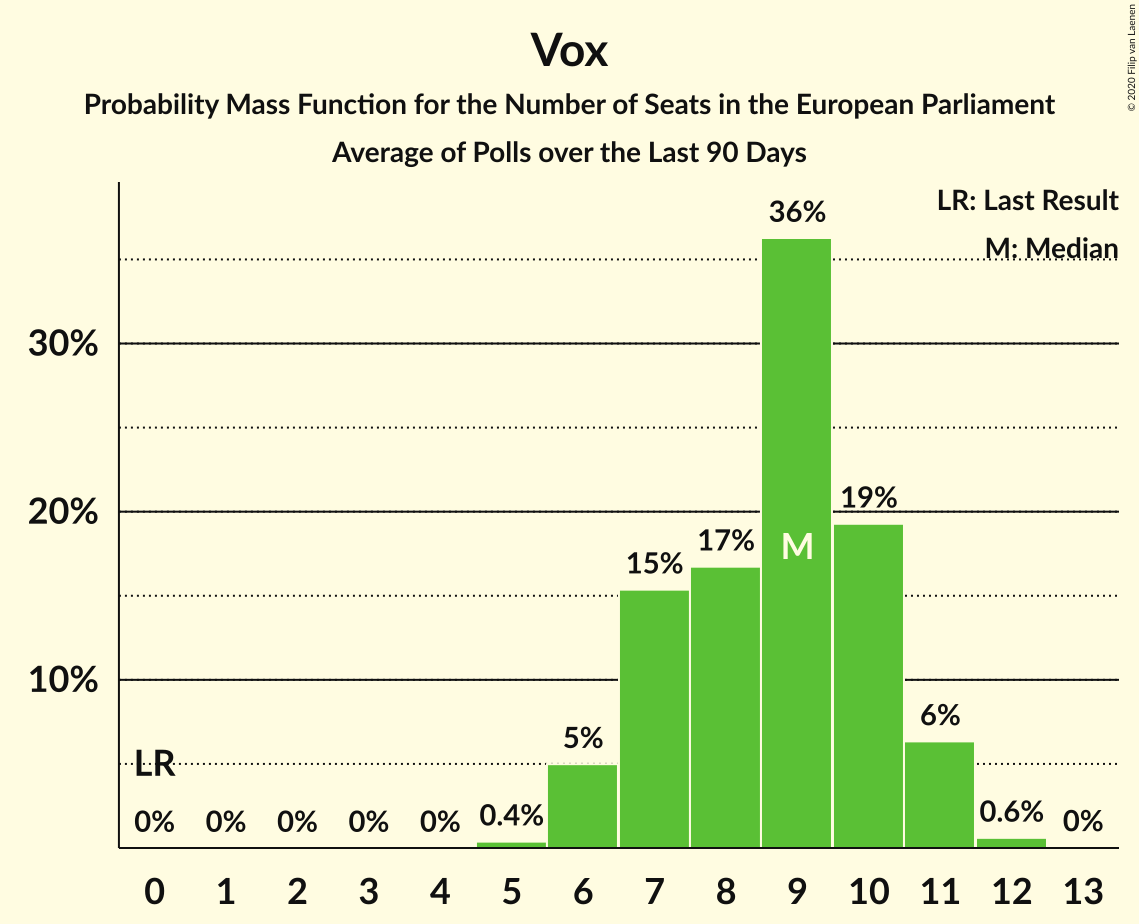 Vox
Probability Mass Function for the Number of Seats in the European Parliament
Average of Polls over the Last 90 Days
© 2020 Filip van Laenen
LR: Last Result
M: Median
36%
30%
20%
19%
M
17%
15%
10%
6%
5%
LR
0% 0% 0% 0% 0% 0.4% 0.6% 0%
0 1 2 3 4 5 6 7 8 9 10 11 12 13